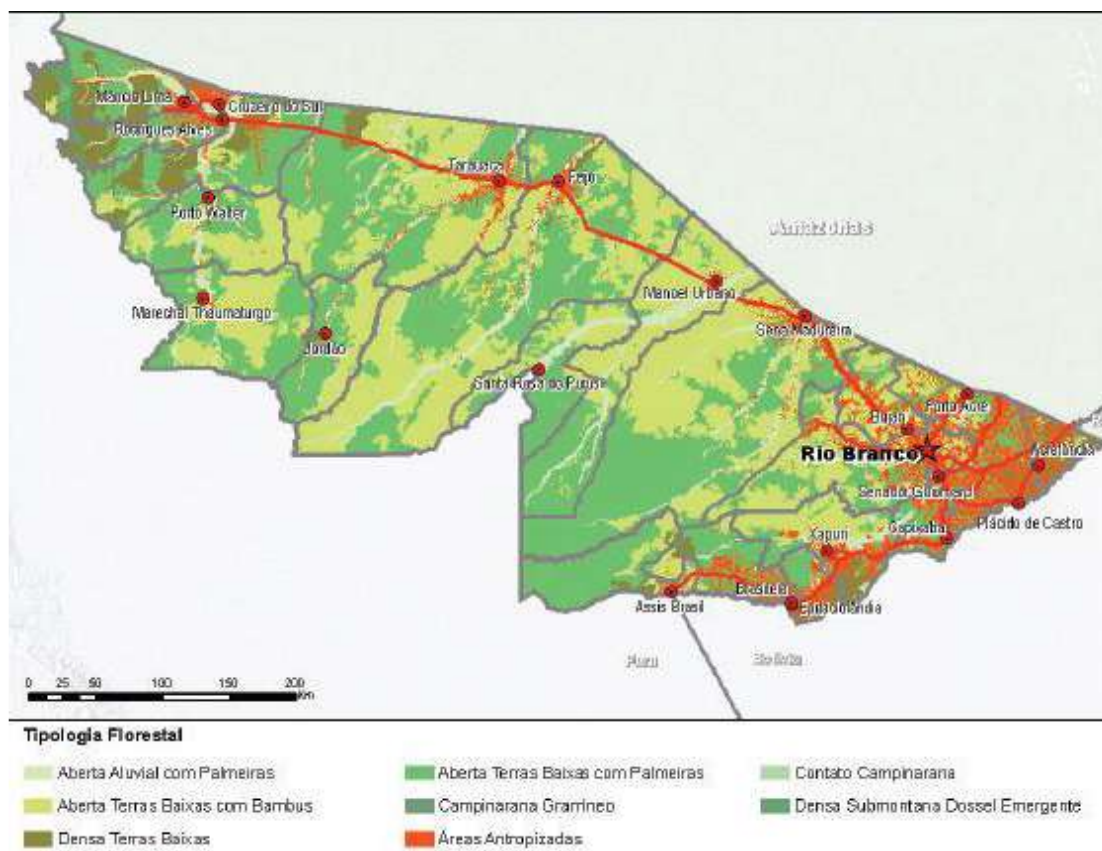 Mâncio Lima
Cruzeiro do Sul
Rodrigues Alves
Tarauacá
Feijó
Porto Walter
Amazonas
Manoel Urbano
Marechal Thaumaturgo
Sena Madureira
Jordão
Santa Rosa do Purus
Porto Acre
Bujari
Rio Branco
Acrelândia
Senador Guiomard
Plácido de Castro
Capixaba
Xapuri
Brasiléia
Assis Brasil
Epitaciolândia
Peru
Bolívia
0 25 50 100 150 200
Km
Tipologia Florestal
Aberta Aluvial com Palmeiras
Aberta Terras Baixas com Palmeiras
Contato Campinarana
Aberta Terras Baixas com Bambus
Campinarana Gramíneo
Densa Submontana Dossel Emergente
Densa Terras Baixas
Áreas Antropizadas